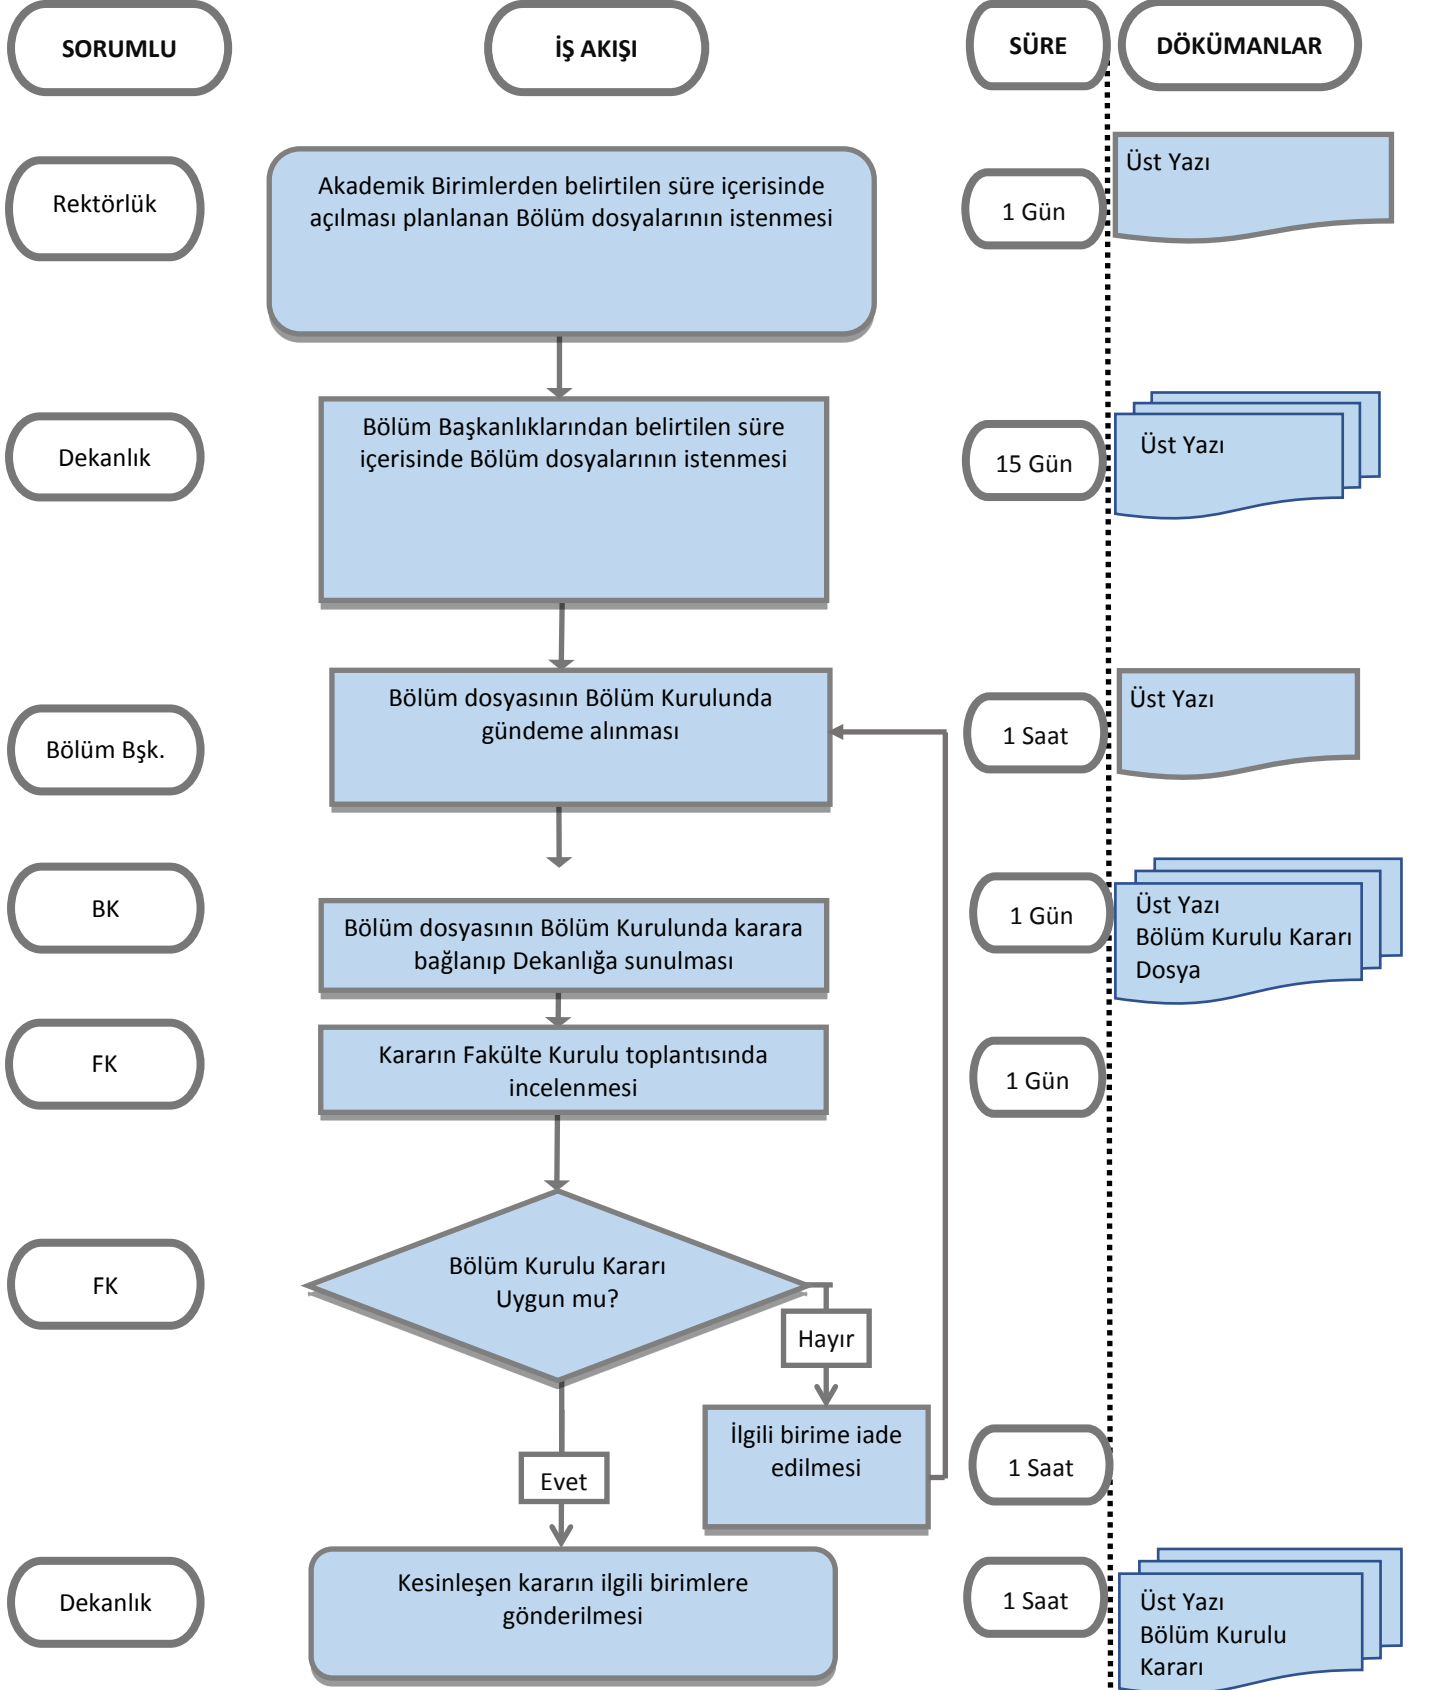 SORUMLU
İŞ AKIŞI
SÜRE
DÖKÜMANLAR
Rektörlük
Akademik Birimlerden belirtilen süre içerisinde
açılması planlanan Bölüm dosyalarının istenmesi
1 Gün
Üst Yazı
Dekanlık
Bölüm Başkanlıklarından belirtilen süre
içerisinde Bölüm dosyalarının istenmesi
15 Gün
Üst Yazı
Bölüm Bşk.
Bölüm dosyasının Bölüm Kurulunda
gündeme alınması
1 Saat
Üst Yazı
BK
Bölüm dosyasının Bölüm Kurulunda karara
bağlanıp Dekanlığa sunulması
1 Gün
Üst Yazı
Bölüm Kurulu Kararı
Dosya
FK
Kararın Fakülte Kurulu toplantısında
incelenmesi
1 Gün
FK
Bölüm Kurulu Kararı
Uygun mu?
Hayır
İlgili birime iade
edilmesi
1 Saat
Evet
Dekanlık
Kesinleşen kararın ilgili birimlere
gönderilmesi
1 Saat
Üst Yazı
Bölüm Kurulu
Kararı